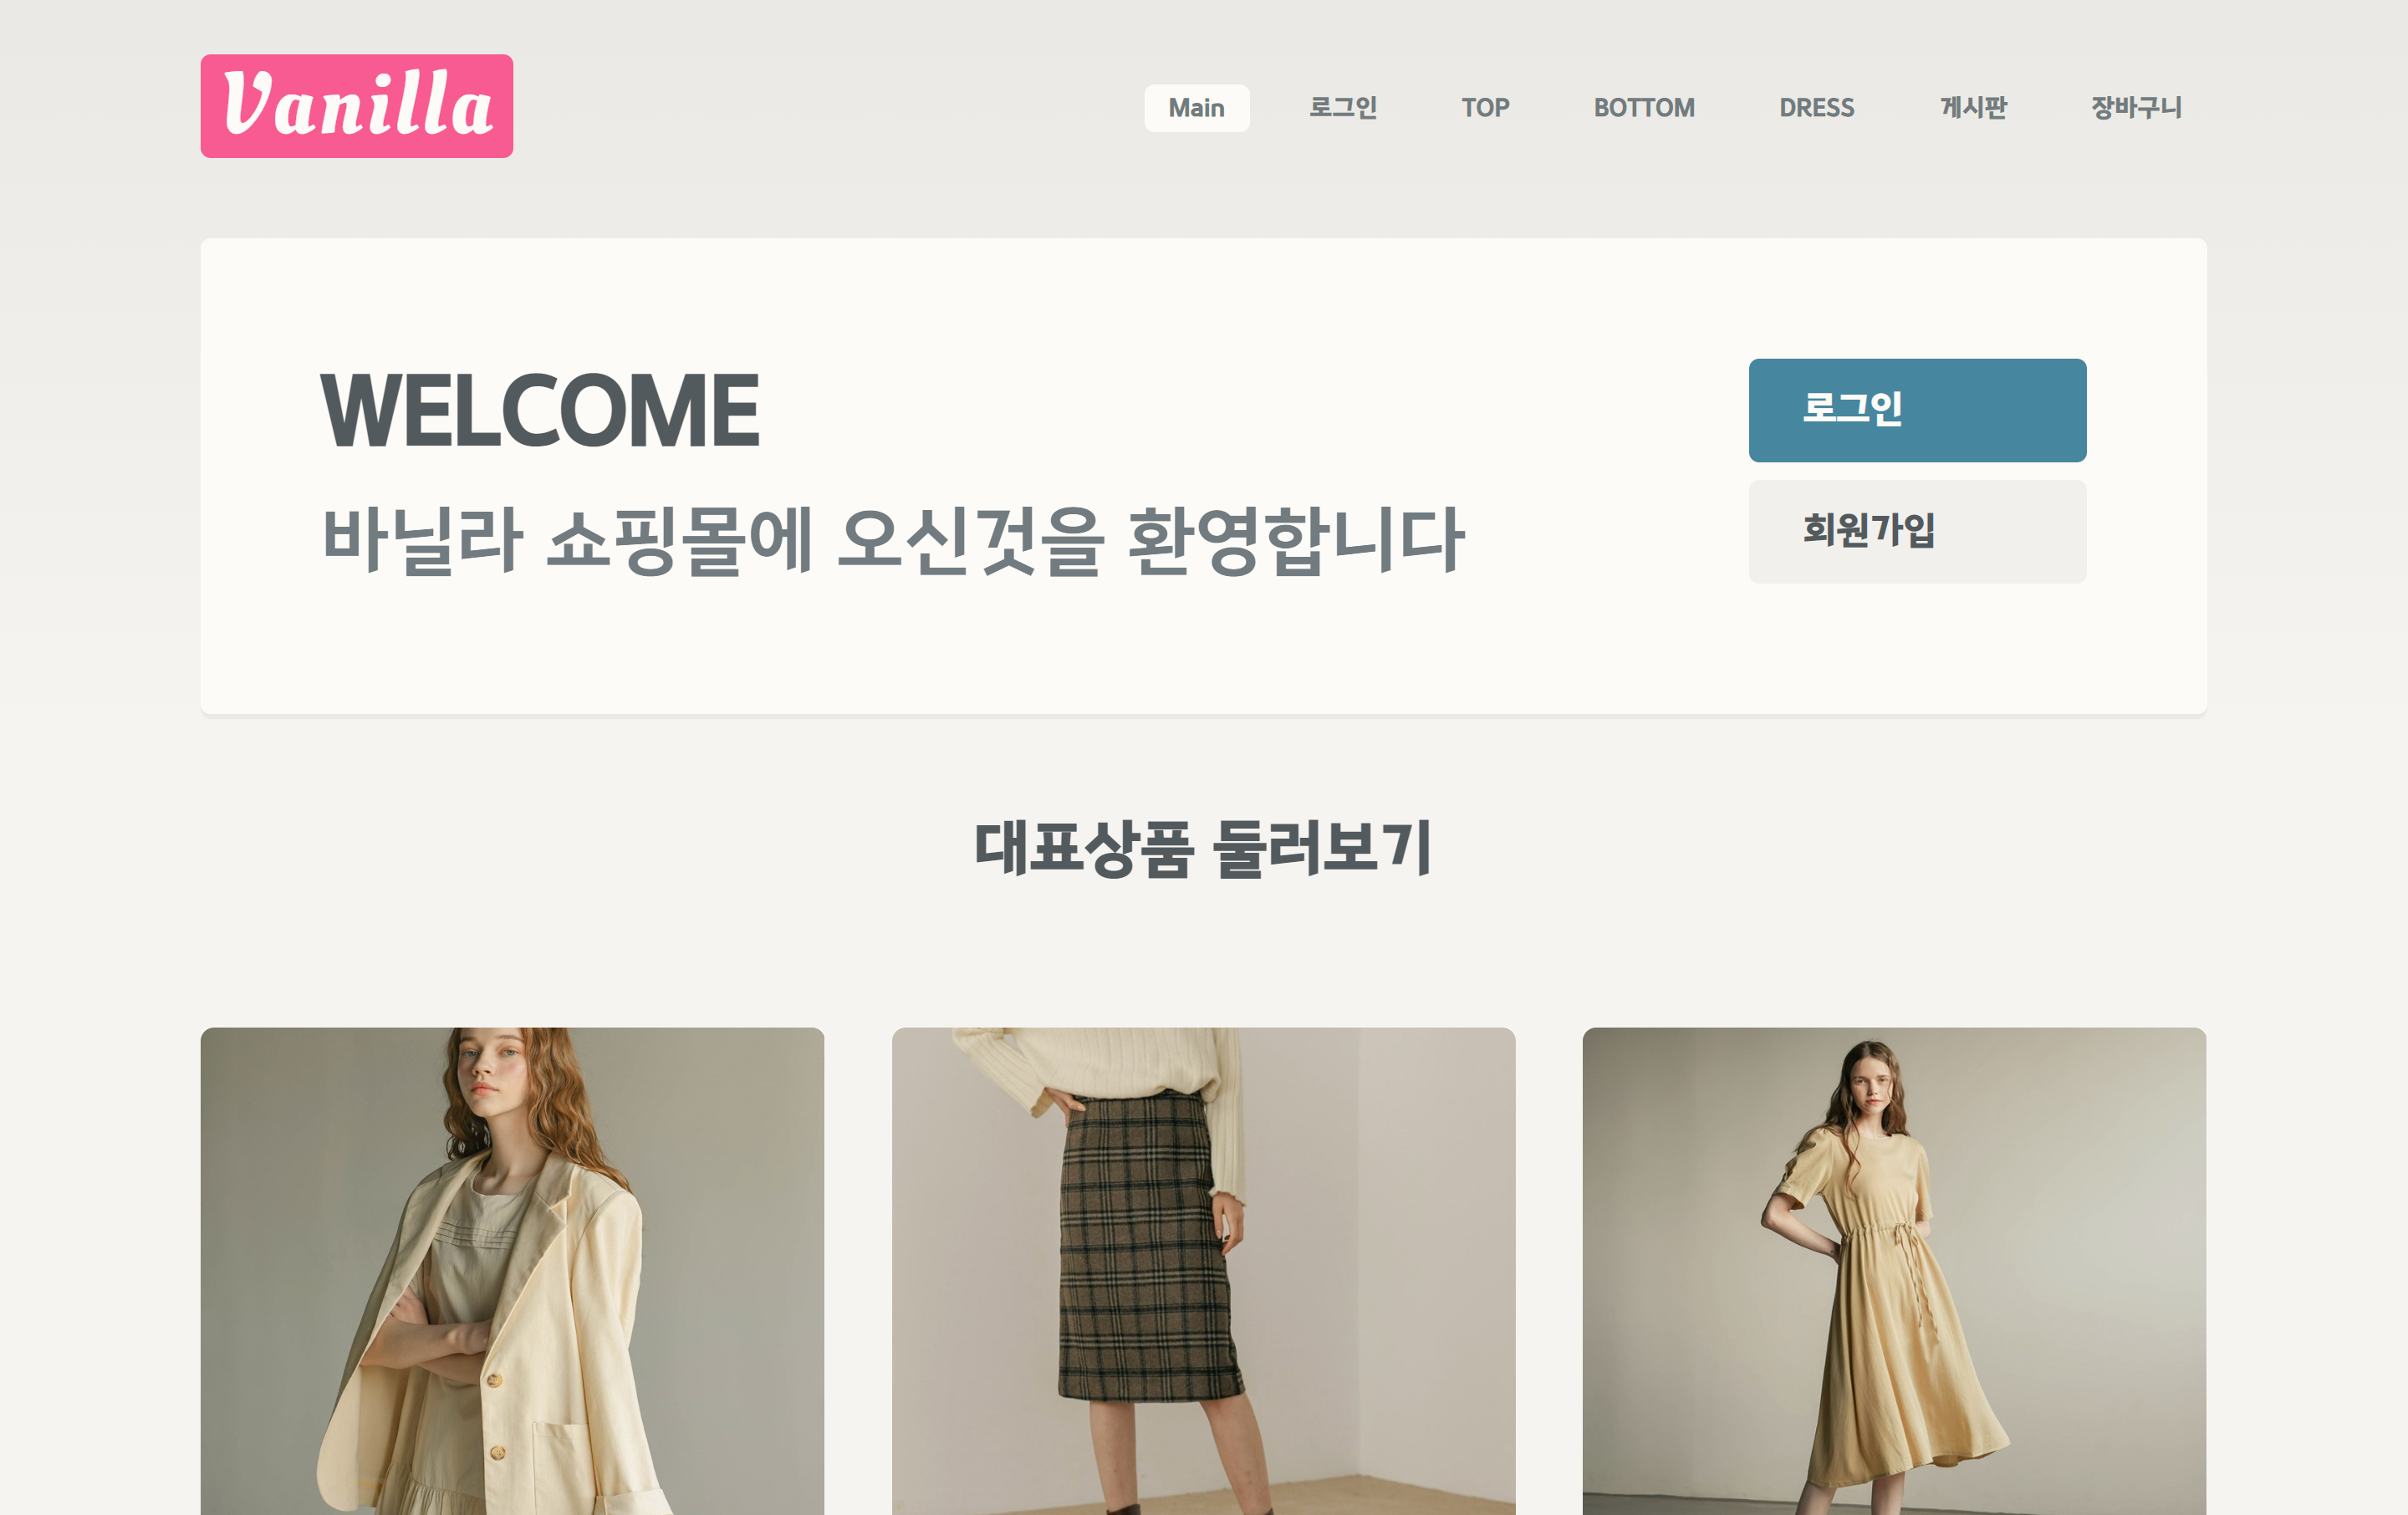 Vanilla
Main 로그인 TOP BOTTOM DRESS 게시판 장바구니
WELCOME
바닐라 쇼핑몰에 오신것을 환영합니다
로그인
회원가입
대표상품 둘러보기